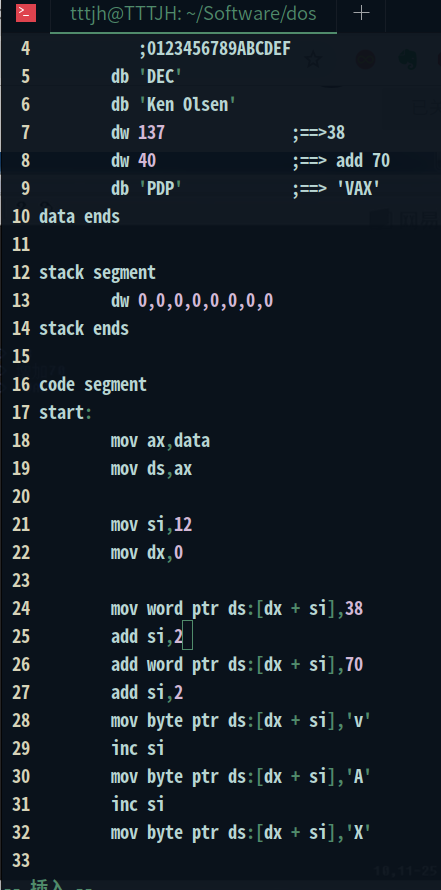 tttjh@TTTJH: ~/Software/dos
4 ;0123456789ABCDEF
5 db 'DEC'
6 db 'Ken Olsen'
7 dw 137 ;==>38
8 dw 40 ;==> add 70
9 db 'PDP' ;==> 'VAX'
10 data ends
11
12 stack segment
13 dw 0,0,0,0,0,0,0,0
14 stack ends
15
16 code segment
17 start:
18 mov ax,data
19 mov ds,ax
20
21 mov si,12
22 mov dx,0
23
24 mov word ptr ds:[dx + si],38
25 add si,2
26 add word ptr ds:[dx + si],70
27 add si,2
28 mov byte ptr ds:[dx + si],'v'
29 inc si
30 mov byte ptr ds:[dx + si],'A'
31 inc si
32 mov byte ptr ds:[dx + si],'X'
33
-- 插入 --